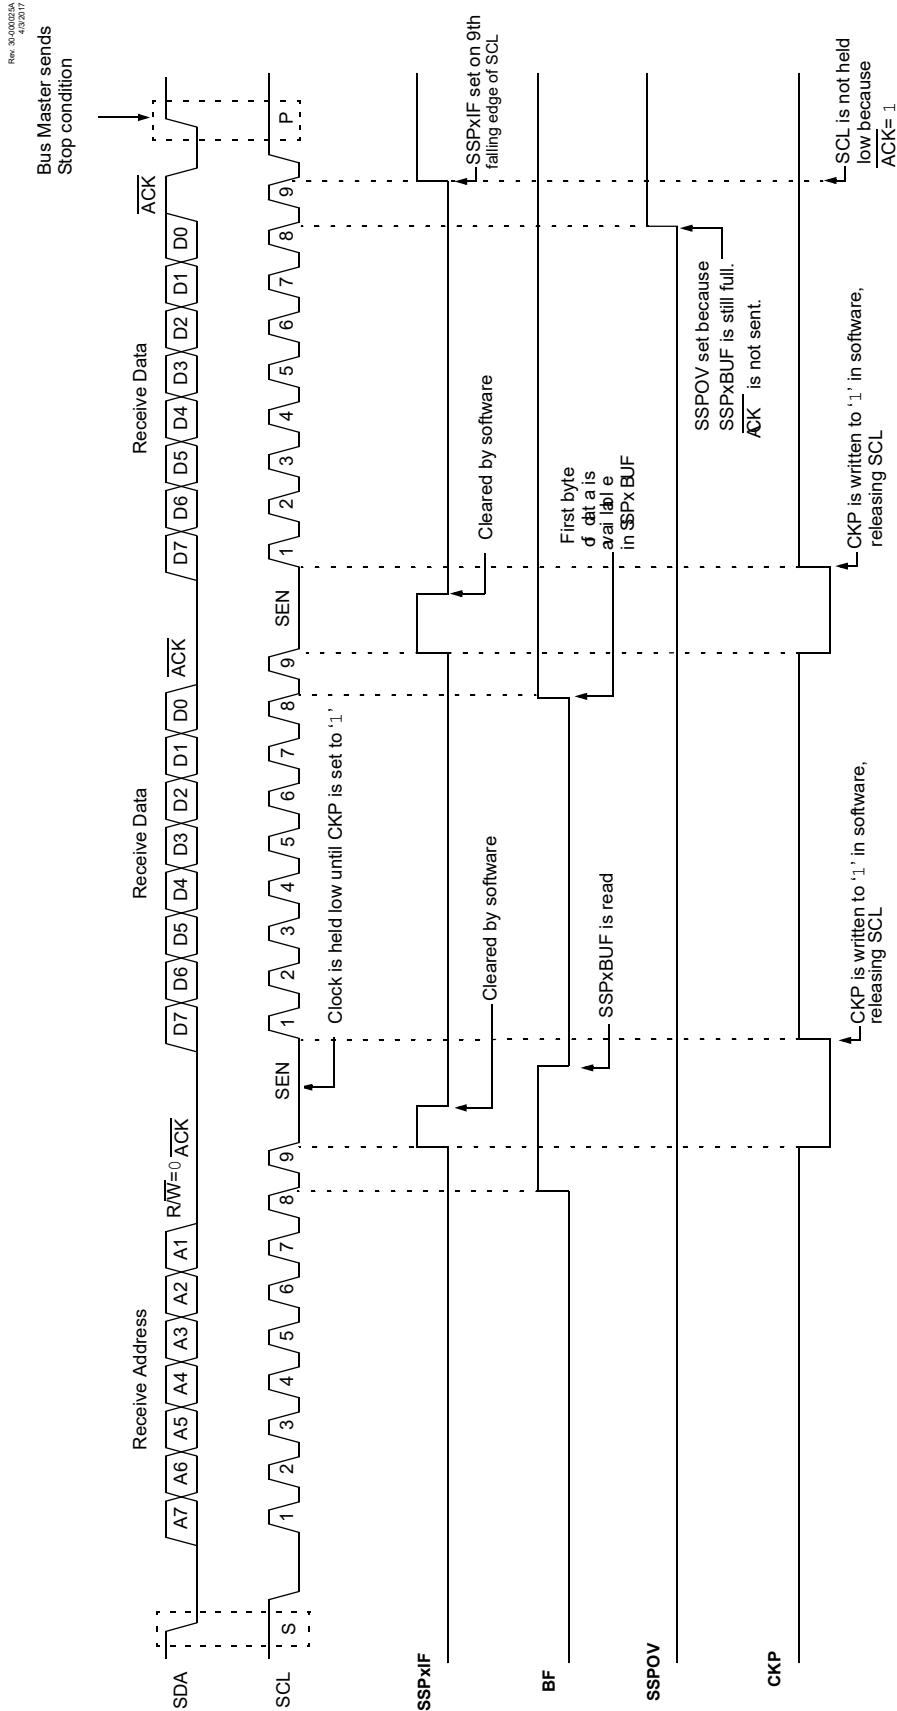 Rev. 30-000025A
4/3/2017
Bus Master sends
Stop condition
Receive Address
Receive Data
Receive Data
ACK
SDA
A7 A6 A5 A4 A3 A2 A1 R/W=0 ACK D7 D6 D5 D4 D3 D2 D1 D0 ACK D7 D6 D5 D4 D3 D2 D1 D0
SCL
S 1 2 3 4 5 6 7 8 9 SEN 1 2 3 4 5 6 7 8 9 SEN 1 2 3 4 5 6 7 8 9 P
Clock is held low until CKP is set to ‘1’
SSPxIF
Cleared by software
Cleared by software
SSPxIF set on 9th
falling edge of SCL
BF
SSPxBUF is read
First byte
of data is
available
in SSPxBUF
SSPOV
SSPOV set because
SSPxBUF is still full.
ACK is not sent.
CKP
CKP is written to ‘1’ in software,
releasing SCL
CKP is written to ‘1’ in software,
releasing SCL
SCL is not held
low because
ACK= 1